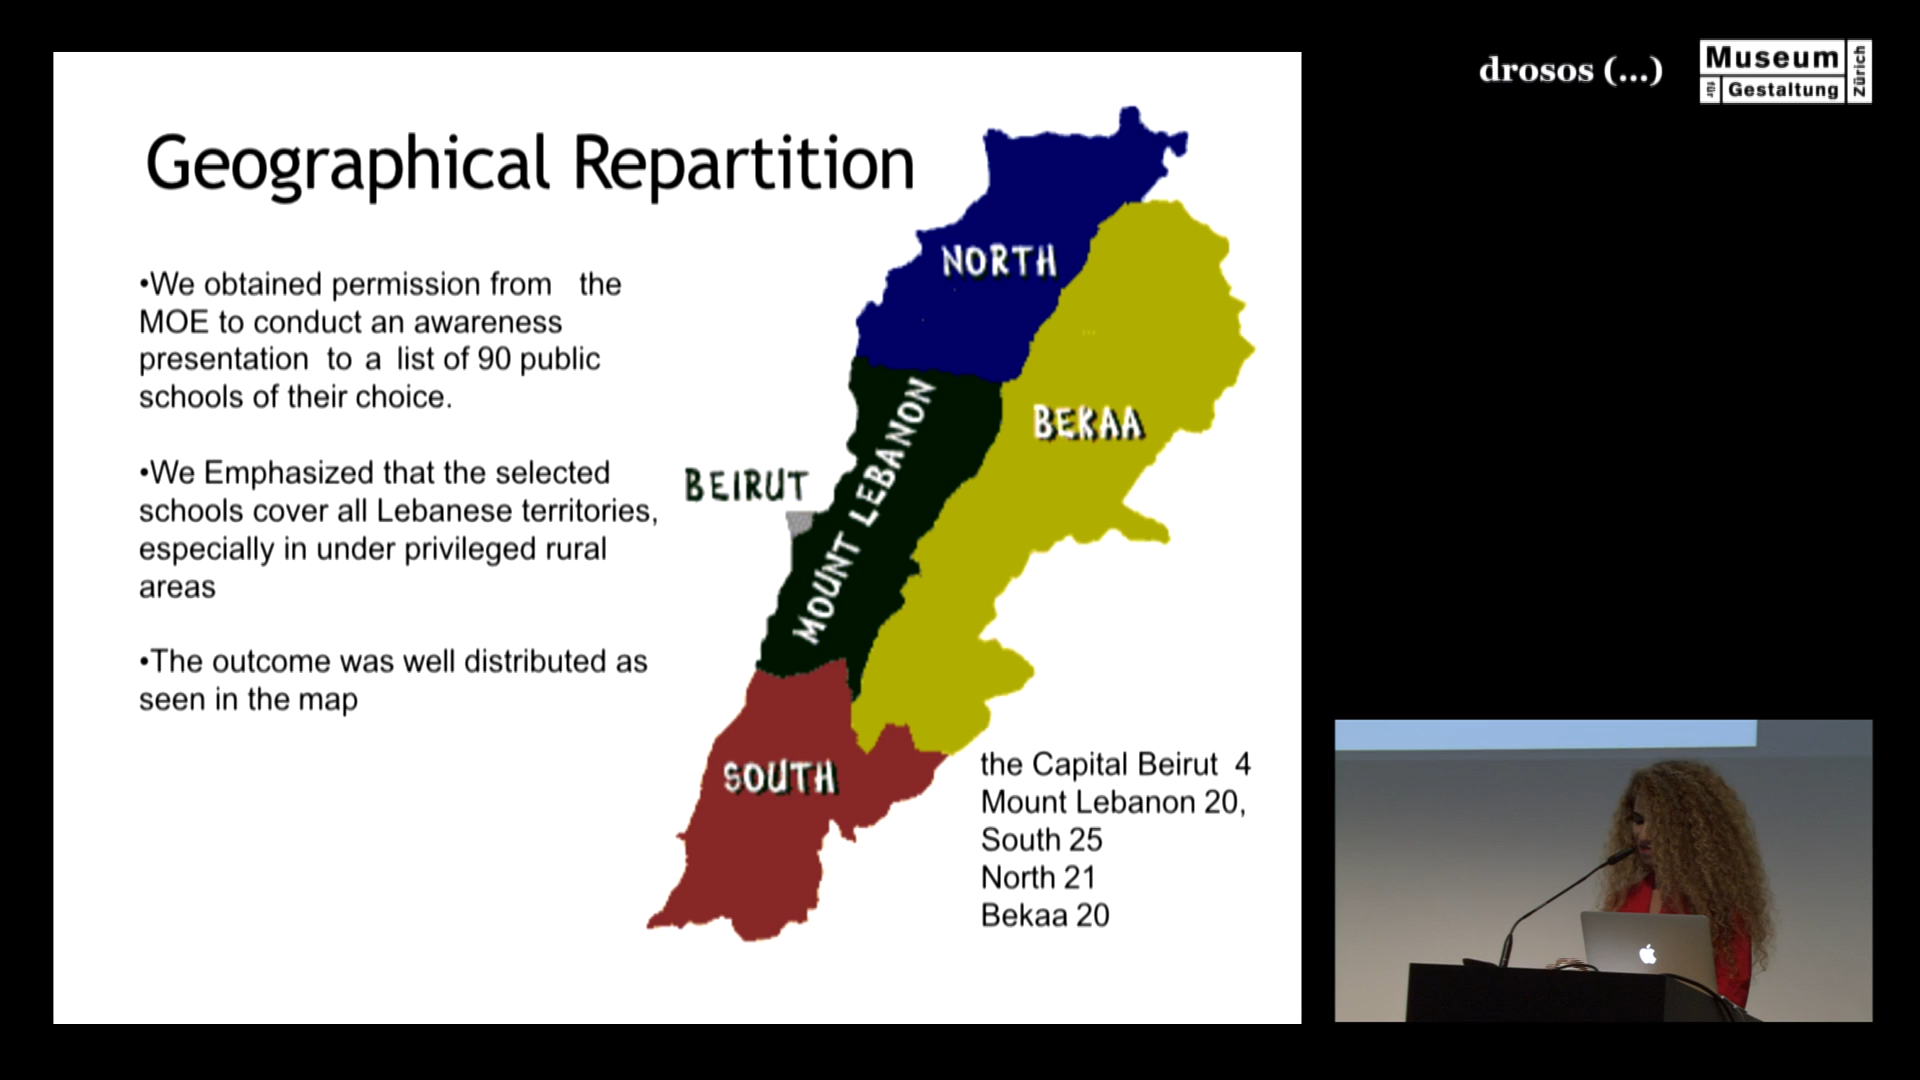 drosos (...)
Museum
für Gestaltung
Zürich
Geographical Repartition
•We obtained permission from the
MOE to conduct an awareness
presentation to a list of 90 public
schools of their choice.
•We Emphasized that the selected
schools cover all Lebanese territories,
especially in under privileged rural
areas
•The outcome was well distributed as
seen in the map
NORTH
BEKAA
MOUNT LEBANON
BEIRUT
SOUTH
the Capital Beirut 4
Mount Lebanon 20,
South 25
North 21
Bekaa 20